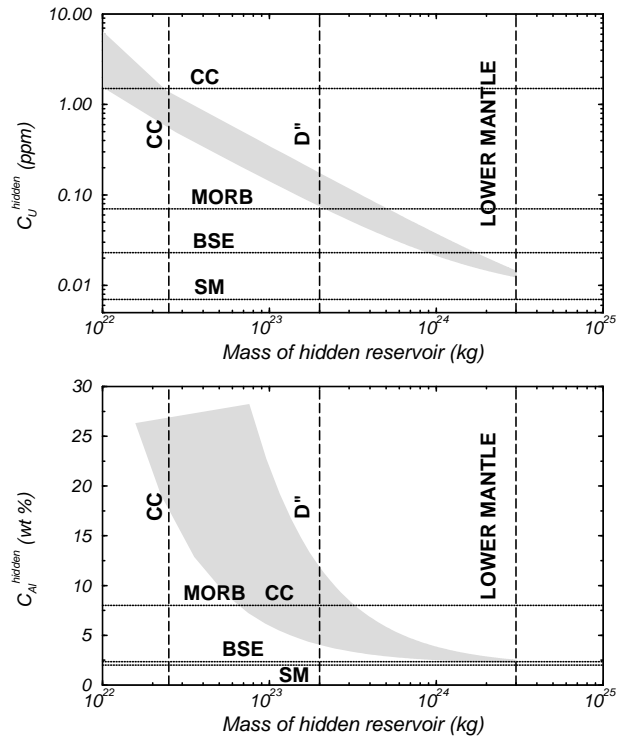 10.00
CC
1.00
CC
D"
LOWER MANTLE
C_U^hidden (ppm)
MORB
0.10
BSE
SM
0.01
10^22 10^23 10^24 10^25
Mass of hidden reservoir (kg)
30
25
20
CC
D"
LOWER MANTLE
C_Al^hidden (wt %)
15
10
MORB CC
5
BSE
SM
0
10^22 10^23 10^24 10^25
Mass of hidden reservoir (kg)